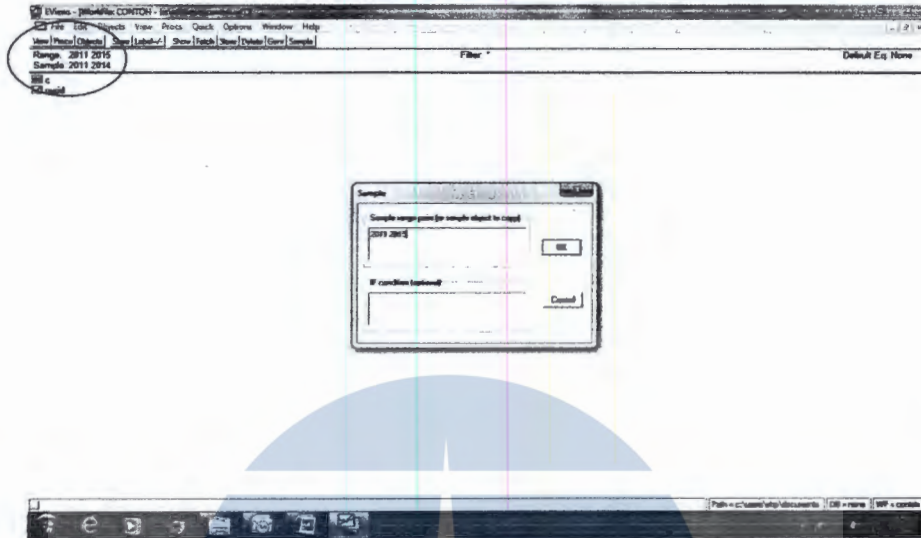 EViews - [Workfile: CONTOH -
File Edit Objects View Procs Quick Options Window Help
View Procs Objects Save Label+/- Show Fetch Store Delete Genr Sample
Range: 2011 2015 Filter: * Default Eq: None
Sample: 2011 2014
c
resid
Sample
Sample range pairs (or sample object to copy)
2011 2015
OK
IF condition (optional)
Cancel
Path = c:\users\ DB = none WF = contoh